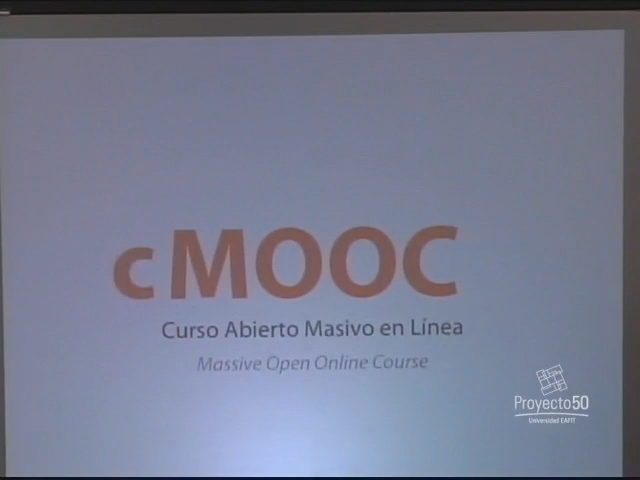 cMOOC
Curso Abierto Masivo en Línea
Massive Open Online Course
Proyecto50
Universidad EAFIT